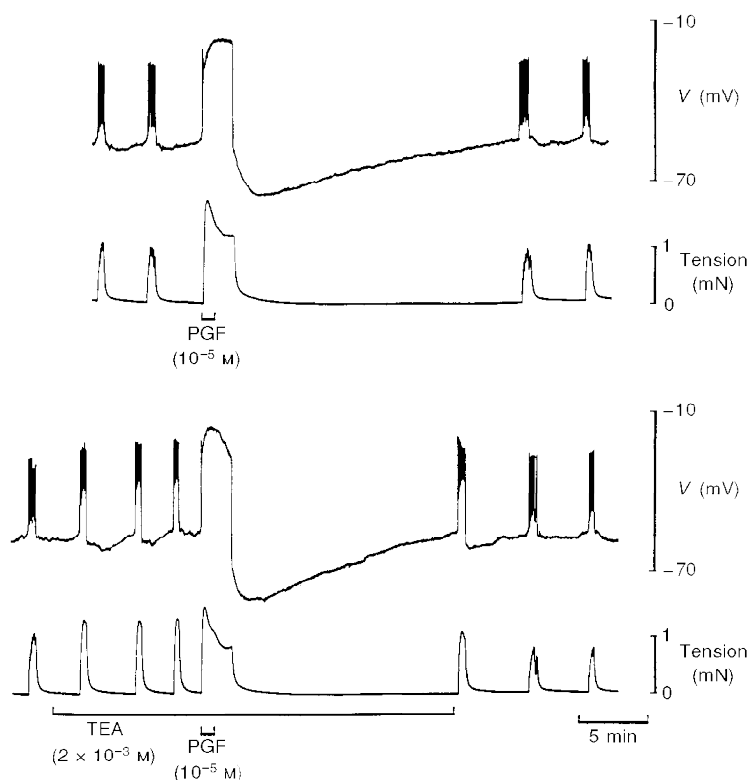 −10
V (mV)
−70
1
Tension
(mN)
0
PGF
(10⁻⁵ M)
−10
V (mV)
−70
1
Tension
(mN)
0
TEA
(2 × 10⁻³ M)
PGF
(10⁻⁵ M)
5 min